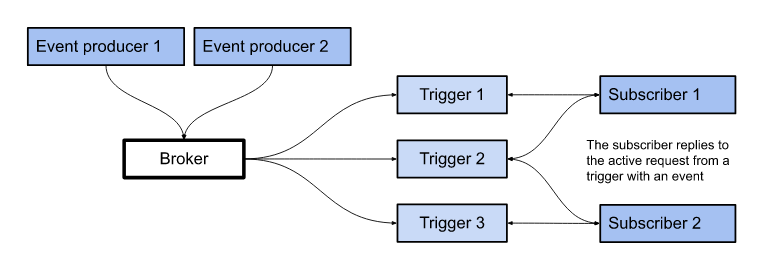 Event producer 1
Event producer 2
Trigger 1
Subscriber 1
Broker
Trigger 2
The subscriber replies to
the active request from a
trigger with an event
Trigger 3
Subscriber 2